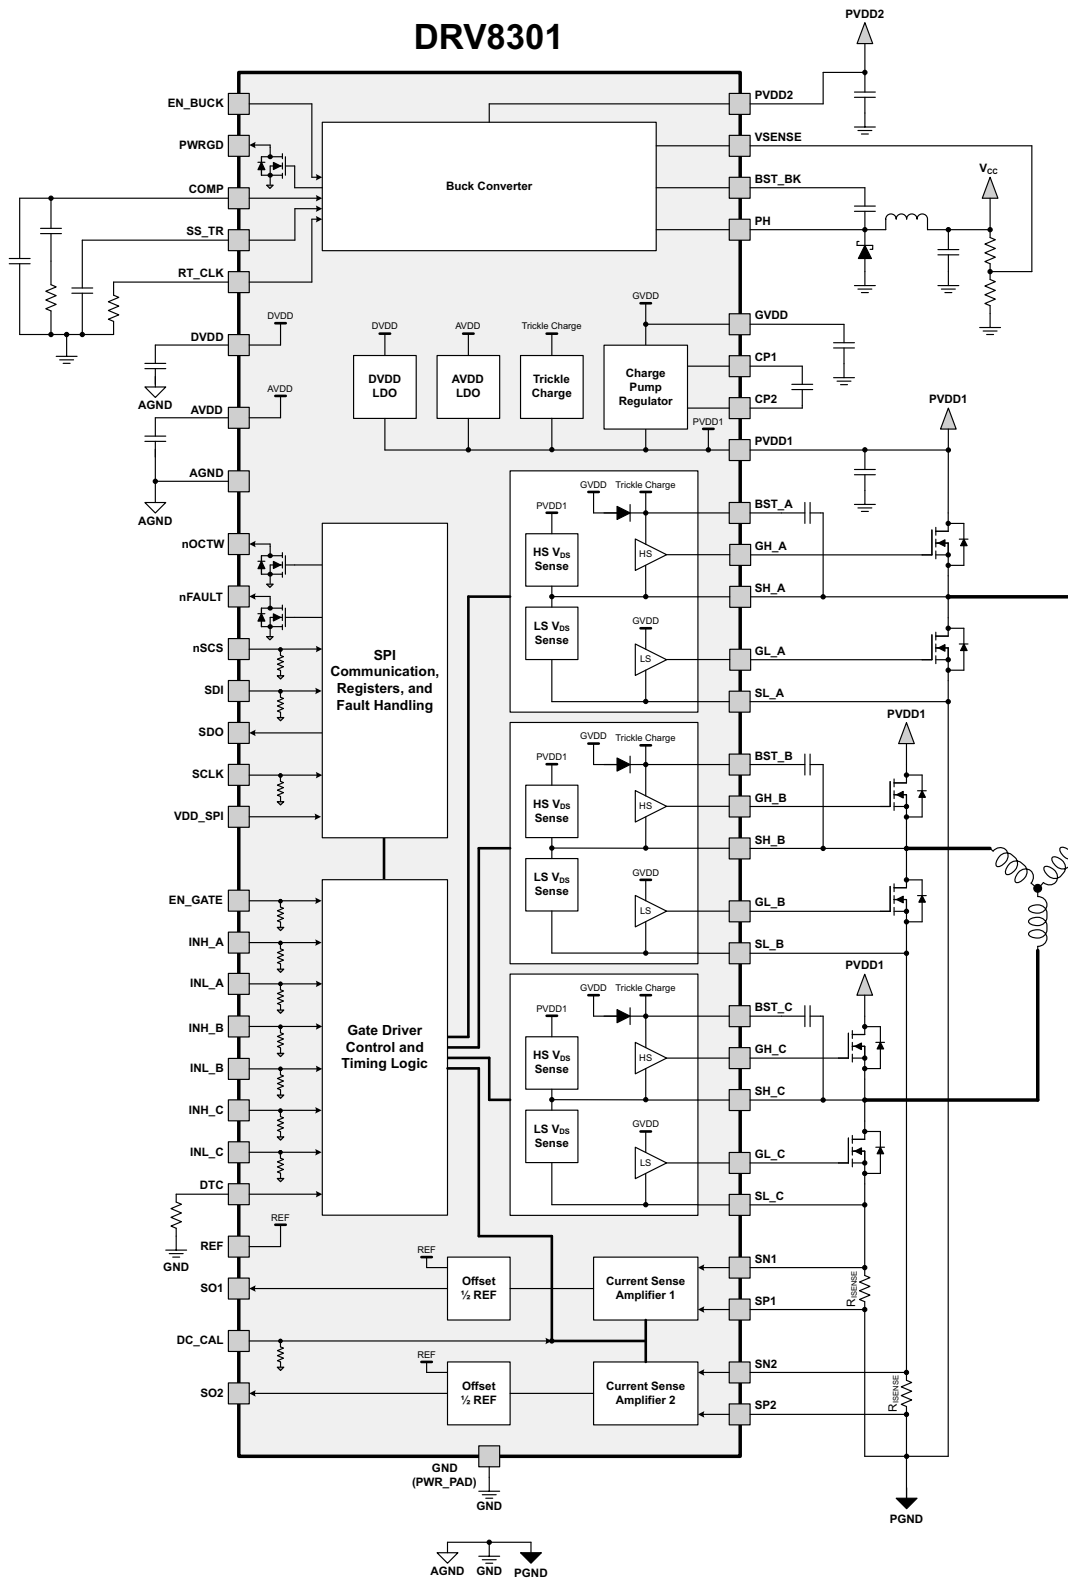 DRV8301
PVDD2
EN_BUCK
PWRGD
COMP
SS_TR
RT_CLK
DVDD
DVDD
AGND
AVDD
AVDD
AGND
AGND
nOCTW
nFAULT
nSCS
SDI
SDO
SCLK
VDD_SPI
EN_GATE
INH_A
INL_A
INH_B
INL_B
INH_C
INL_C
DTC
GND
REF
REF
SO1
DC_CAL
SO2
Buck Converter
PVDD2
VSENSE
BST_BK
PH
VCC
DVDD
DVDD
LDO
AVDD
AVDD
LDO
Trickle Charge
Trickle
Charge
GVDD
Charge
Pump
Regulator
PVDD1
GVDD
CP1
CP2
PVDD1
PVDD1
SPI
Communication,
Registers, and
Fault Handling
Gate Driver
Control and
Timing Logic
GVDD
Trickle Charge
PVDD1
HS VDS
Sense
HS
LS VDS
Sense
GVDD
LS
BST_A
GH_A
SH_A
GL_A
SL_A
PVDD1
GVDD
Trickle Charge
PVDD1
HS VDS
Sense
HS
LS VDS
Sense
GVDD
LS
BST_B
GH_B
SH_B
GL_B
SL_B
PVDD1
GVDD
Trickle Charge
PVDD1
HS VDS
Sense
HS
LS VDS
Sense
GVDD
LS
BST_C
GH_C
SH_C
GL_C
SL_C
REF
Offset
½ REF
Current Sense
Amplifier 1
SN1
SP1
RISENSE
REF
Offset
½ REF
Current Sense
Amplifier 2
SN2
SP2
RISENSE
GND
(PWR_PAD)
GND
PGND
AGND
GND
PGND